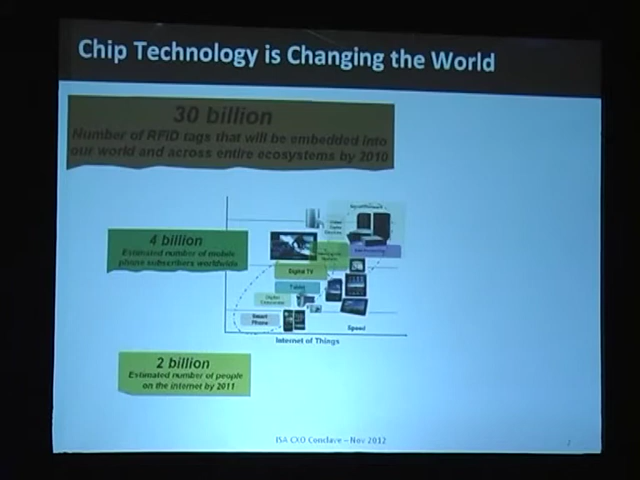 Chip Technology is Changing the World
30 billion
Number of RFID tags that will be embedded into
our world and across entire ecosystems by 2010
4 billion
Estimated number of mobile
phone subscribers worldwide
Digital TV
Tablet
Digital
Smart
Phone
Speed
Internet of Things
2 billion
Estimated number of people
on the internet by 2011
ISA CXO Conclave – Nov 2012
2